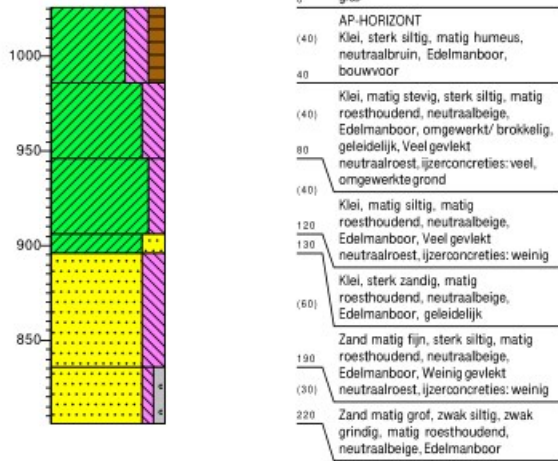 1000
950
900
850
0
gras
AP-HORIZONT
(40)
Klei, sterk siltig, matig humeus,
neutraalbruin, Edelmanboor,
bouwvoor
40
Klei, matig stevig, sterk siltig, matig
(40)
roesthoudend, neutraalbeige,
Edelmanboor, omgewerkt/ brokkelig,
geleidelijk, Veel gevlekt
80
neutraalroest, ijzerconcreties: veel,
omgewerkte grond
(40)
Klei, matig siltig, matig
120
roesthoudend, neutraalbeige,
Edelmanboor, Veel gevlekt
130
neutraalroest, ijzerconcreties: weinig
Klei, sterk zandig, matig
roesthoudend, neutraalbeige,
(60)
Edelmanboor, geleidelijk
Zand matig fijn, sterk siltig, matig
190
roesthoudend, neutraalbeige,
Edelmanboor, Weinig gevlekt
(30)
neutraalroest, ijzerconcreties: weinig
220
Zand matig grof, zwak siltig, zwak
grindig, matig roesthoudend,
neutraalbeige, Edelmanboor